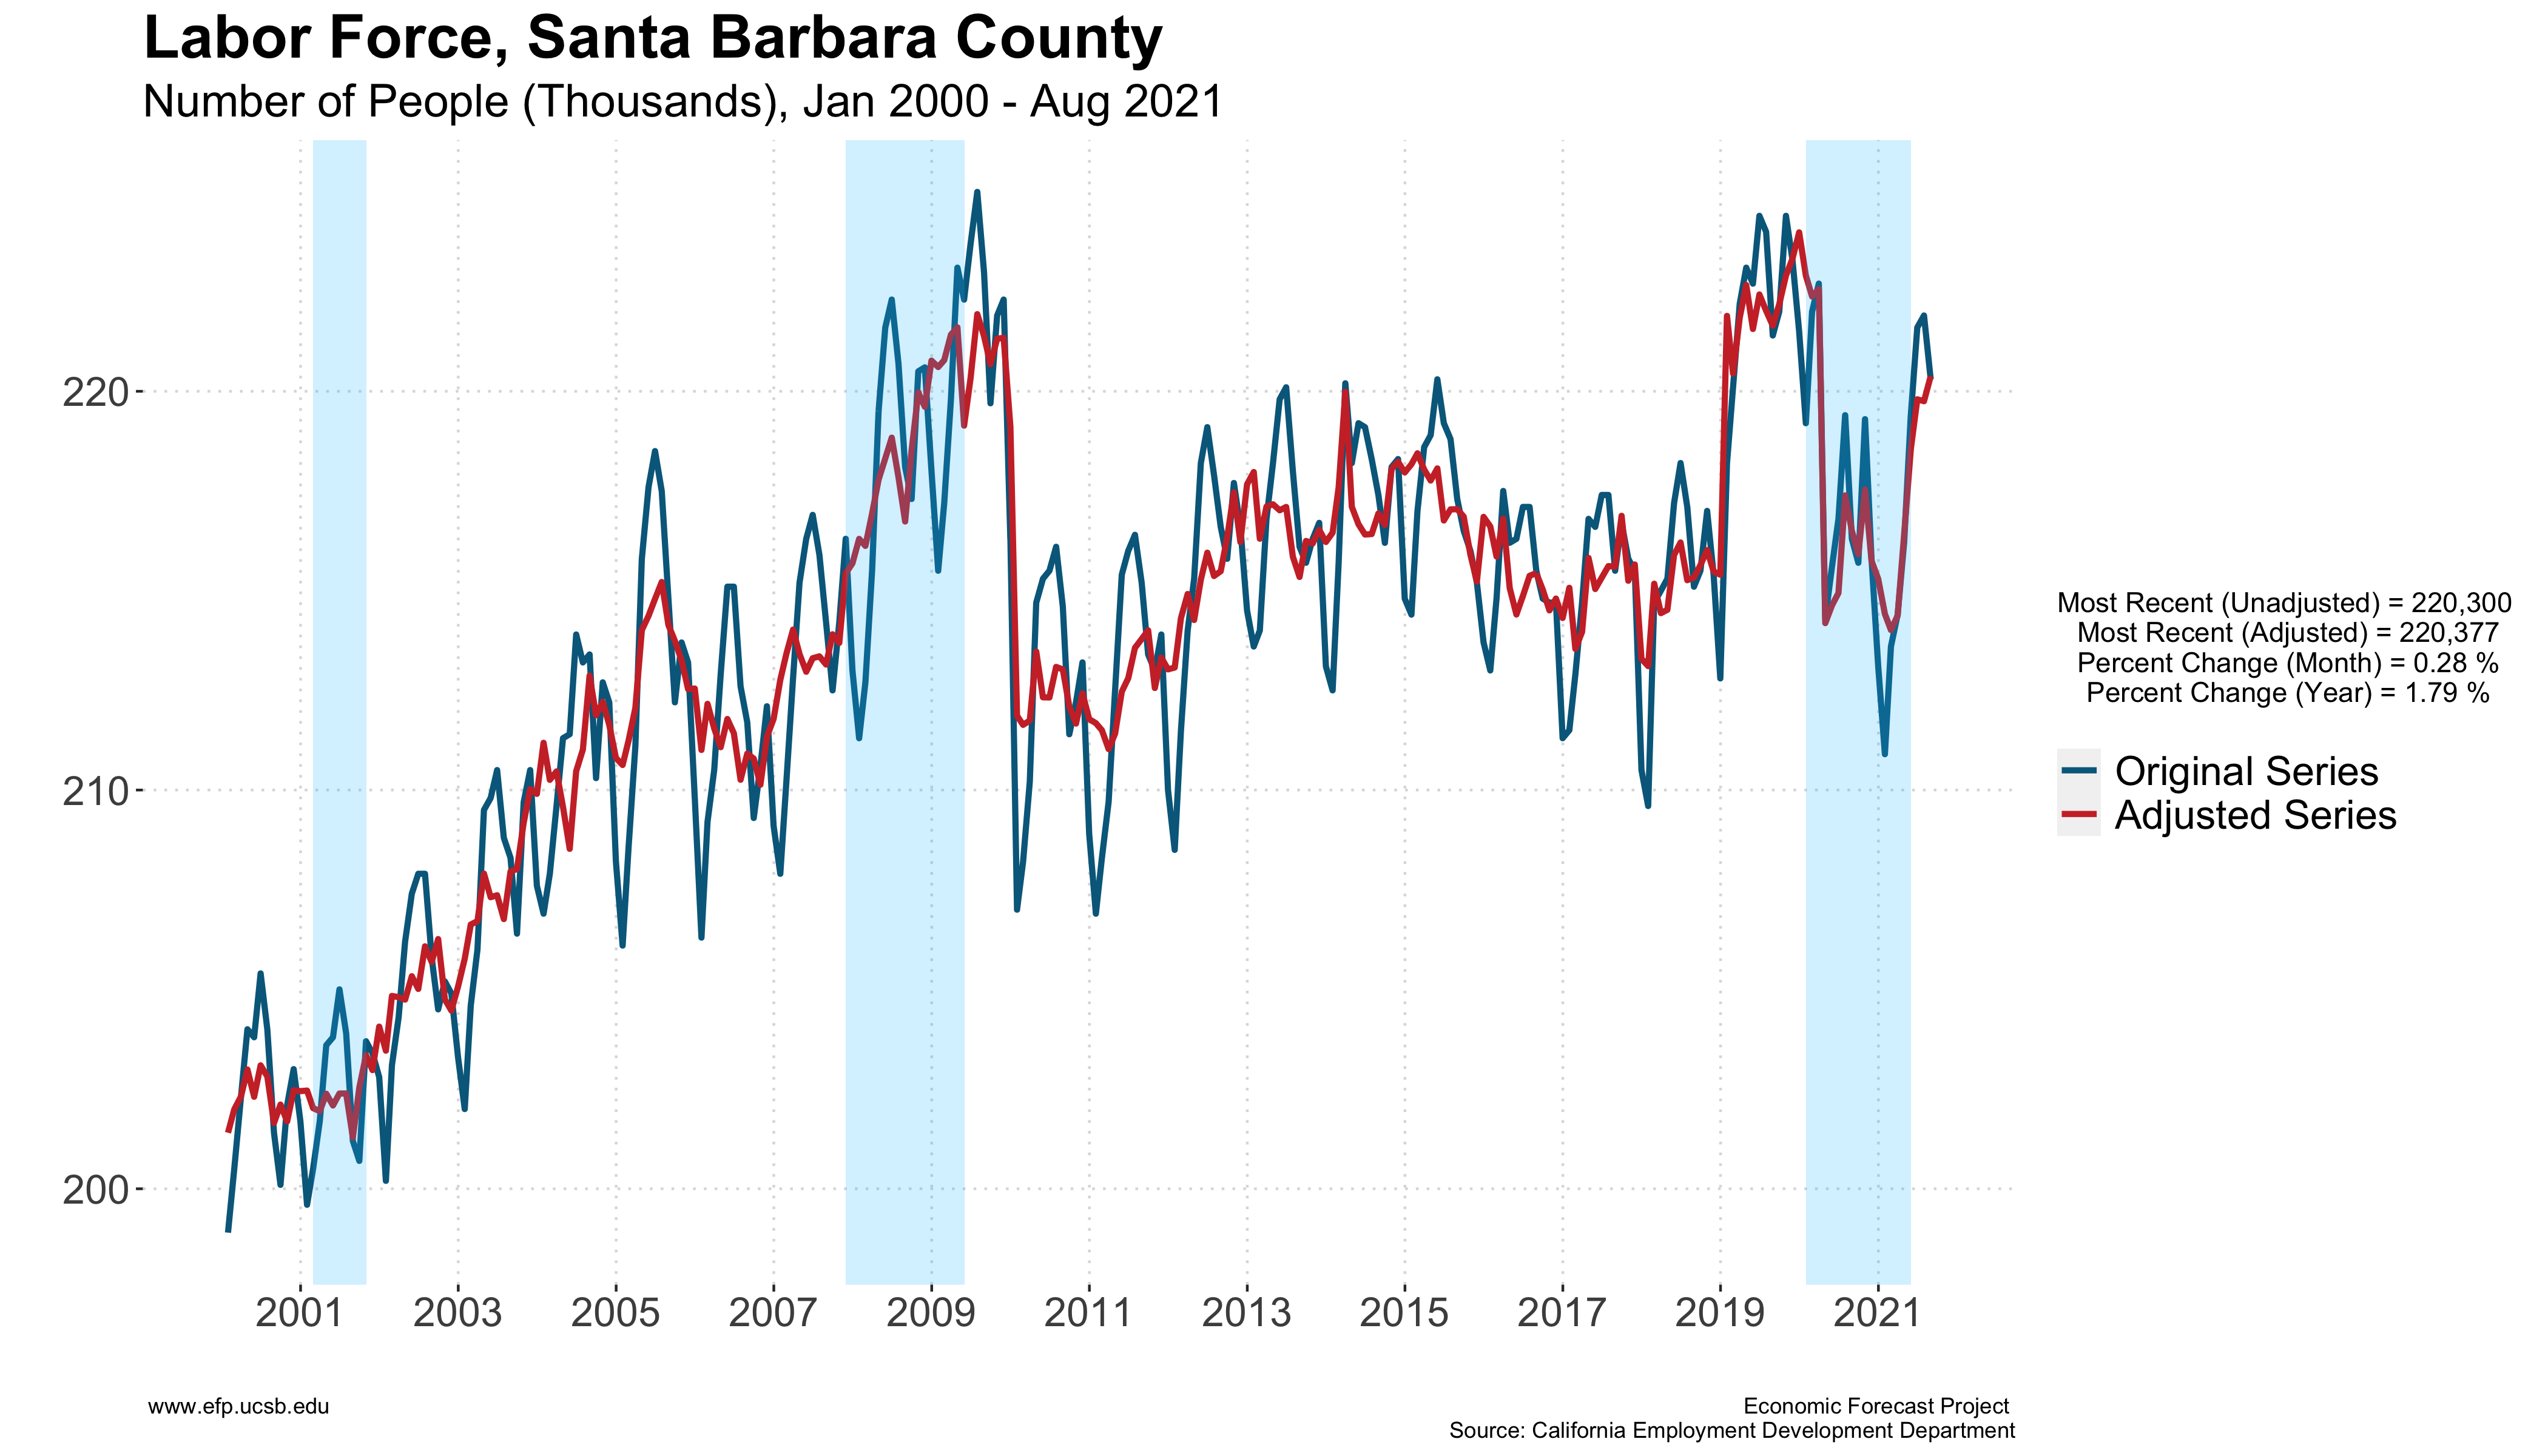 Labor Force, Santa Barbara County
Number of People (Thousands), Jan 2000 - Aug 2021
220
210
200
2001 2003 2005 2007 2009 2011 2013 2015 2017 2019 2021
Most Recent (Unadjusted) = 220,300
Most Recent (Adjusted) = 220,377
Percent Change (Month) = 0.28 %
Percent Change (Year) = 1.79 %
Original Series
Adjusted Series
www.efp.ucsb.edu
Economic Forecast Project
Source: California Employment Development Department